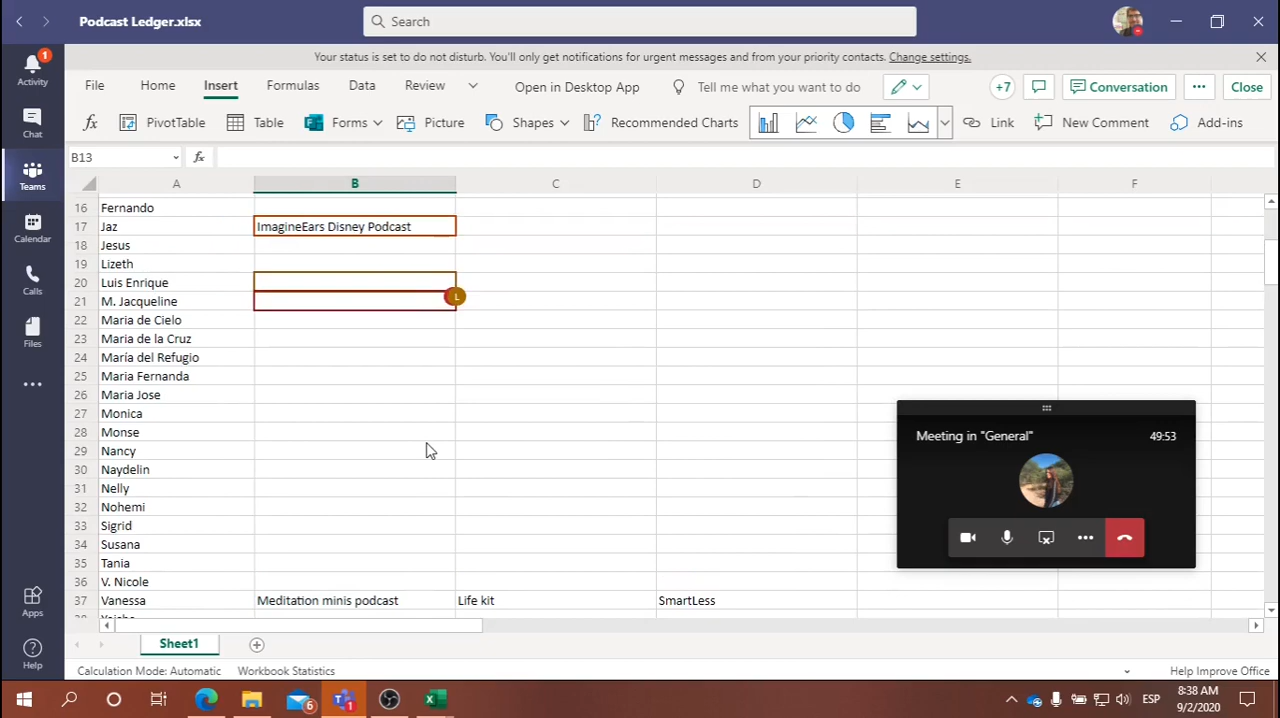 Podcast Ledger.xlsx
Search
Your status is set to do not disturb. You'll only get notifications for urgent messages and from your priority contacts. Change settings.
Activity
1
Chat
Teams
Calendar
Calls
Files
Apps
Help
File Home Insert Formulas Data Review Open in Desktop App Tell me what you want to do +7 Conversation Close
fx PivotTable Table Forms Picture Shapes Recommended Charts Link New Comment Add-ins
B13 fx
A B C D E F
16 Fernando
17 Jaz ImagineEars Disney Podcast
18 Jesus
19 Lizeth
20 Luis Enrique
21 M. Jacqueline L
22 Maria de Cielo
23 Maria de la Cruz
24 María del Refugio
25 Maria Fernanda
26 Maria Jose
27 Monica
28 Monse
29 Nancy
30 Naydelin
31 Nelly
32 Nohemi
33 Sigrid
34 Susana
35 Tania
36 V. Nicole
37 Vanessa Meditation minis podcast Life kit SmartLess
Meeting in "General" 49:53
Sheet1
Calculation Mode: Automatic Workbook Statistics Help Improve Office
6 1 ESP 8:38 AM
9/2/2020